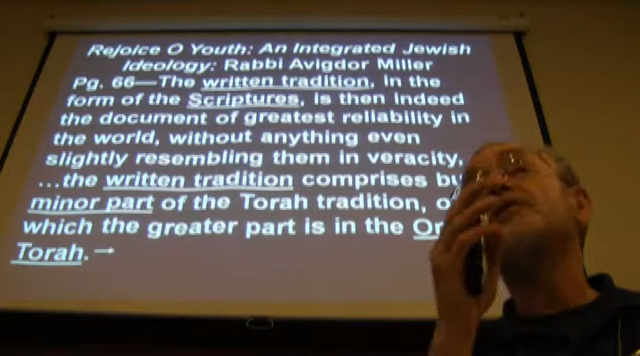 Rejoice O Youth: An Integrated Jewish
Ideology: Rabbi Avigdor Miller
Pg. 66—The written tradition, in the
form of the Scriptures, is then indeed
the document of greatest reliability in
the world, without anything even
slightly resembling them in veracity,
...the written tradition comprises
minor part of the Torah tradition,
which the greater part is in the
Torah.→